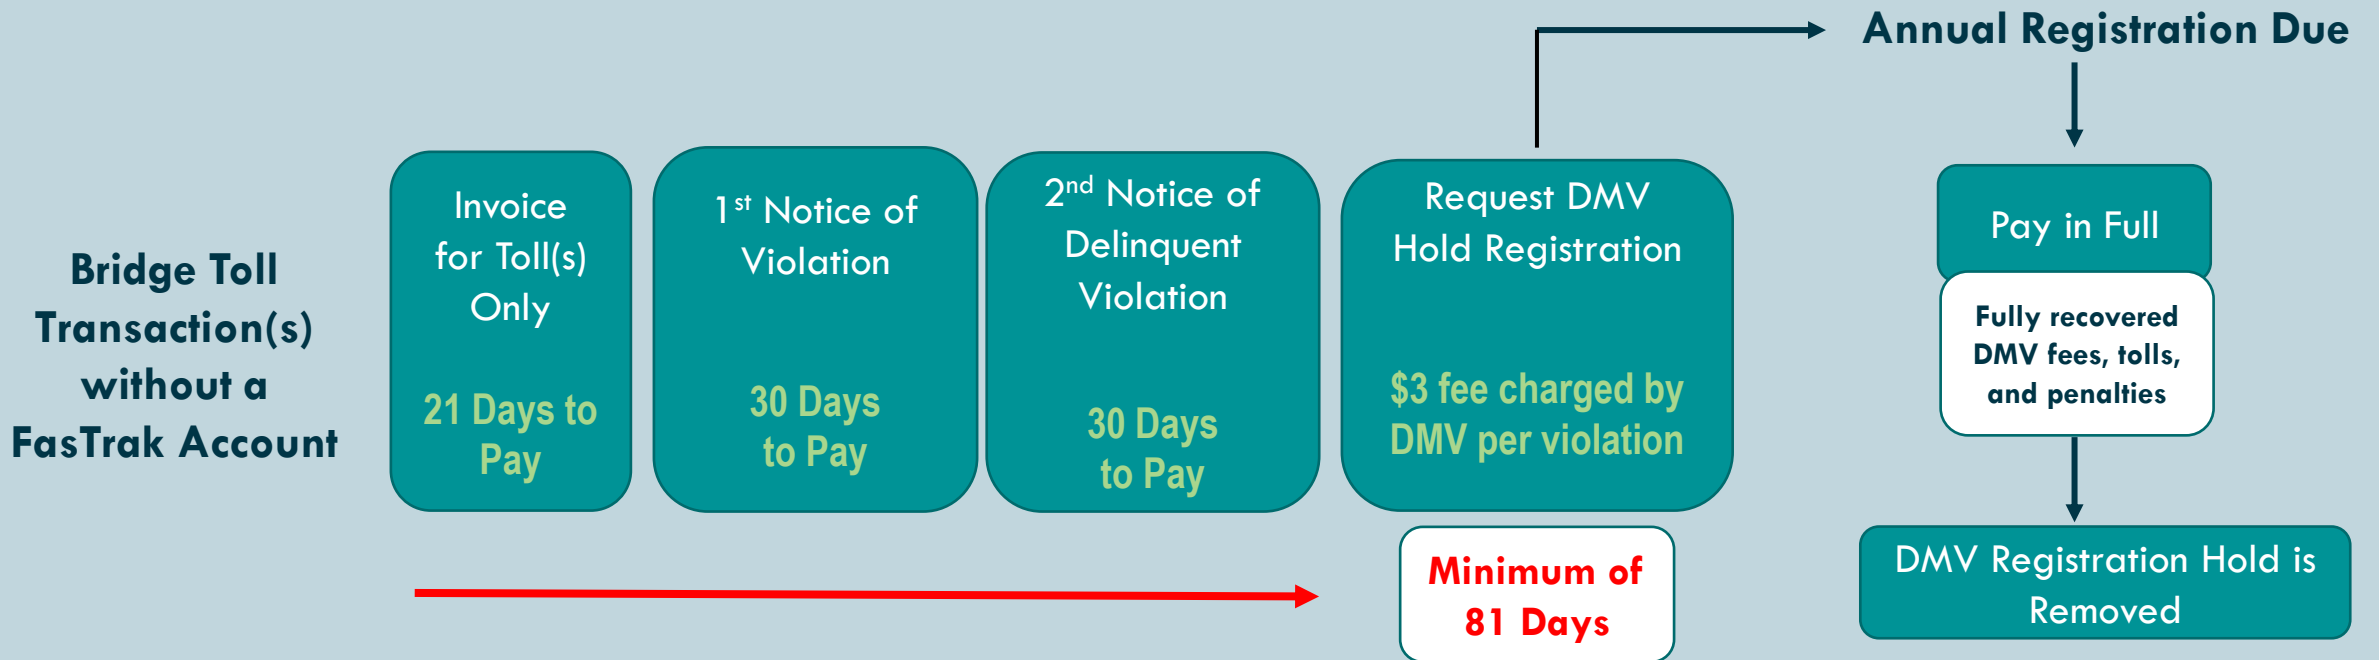 Bridge Toll
Transaction(s)
without a
FasTrak Account
Invoice
for Toll(s)
Only
21 Days to
Pay
1st Notice of
Violation
30 Days
to Pay
2nd Notice of
Delinquent
Violation
30 Days
to Pay
Request DMV
Hold Registration
$3 fee charged by
DMV per violation
Minimum of
81 Days
Annual Registration Due
Pay in Full
Fully recovered
DMV fees, tolls,
and penalties
DMV Registration Hold is
Removed